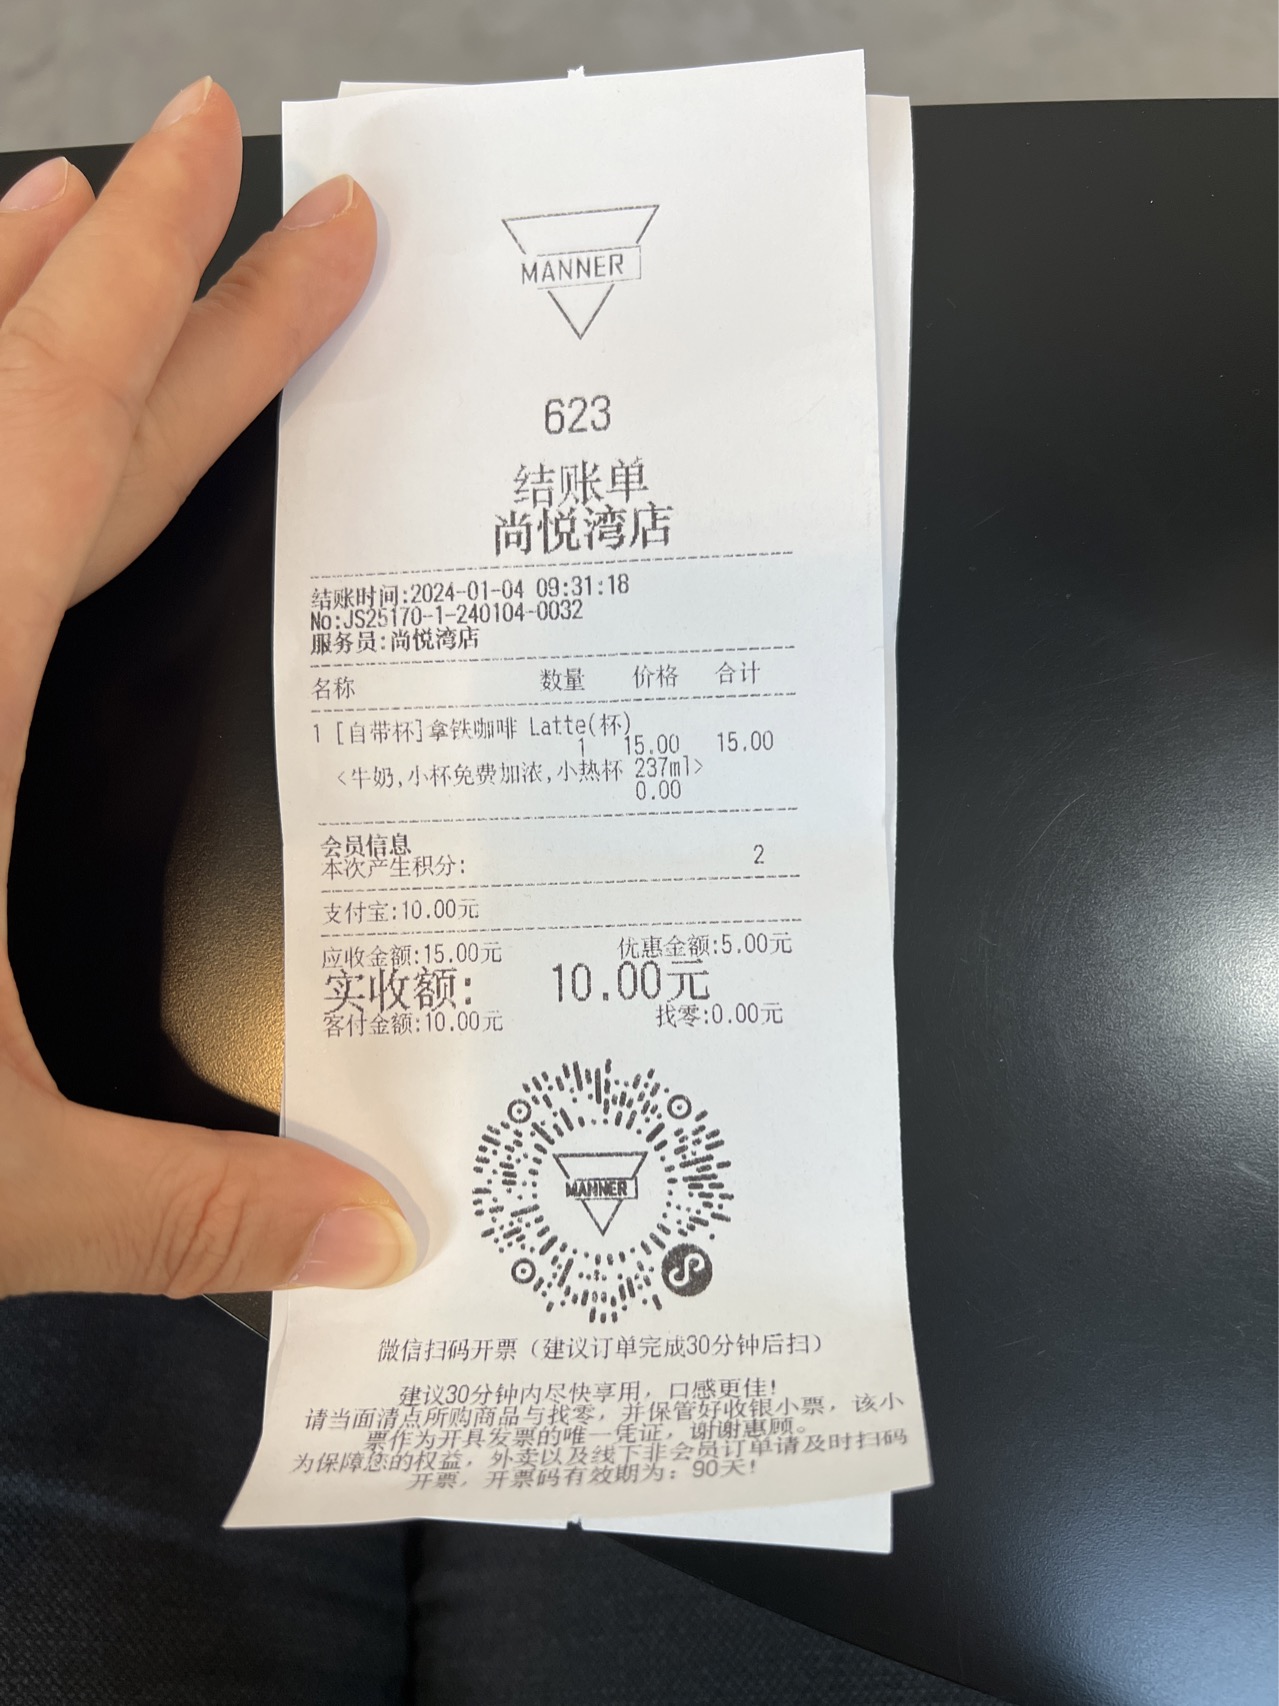 MANNER
623
结账单
尚悦湾店
结账时间:2024-01-04 09:31:18
No:JS25170-1-240104-0032
服务员:尚悦湾店
名称 数量 价格 合计
1 [自带杯]拿铁咖啡 Latte(杯)
1 15.00 15.00
<牛奶,小杯免费加浓,小热杯 237ml>
0.00
会员信息
本次产生积分: 2
支付宝:10.00元
应收金额:15.00元 优惠金额:5.00元
实收额: 10.00元
客付金额:10.00元 找零:0.00元
MANNER
微信扫码开票（建议订单完成30分钟后扫）
建议30分钟内尽快享用，口感更佳!
请当面清点所购商品与找零，并保管好收银小票，该小
票作为开具发票的唯一凭证，谢谢惠顾。
为保障您的权益，外卖以及线下非会员订单请及时扫码
开票，开票码有效期为：90天!